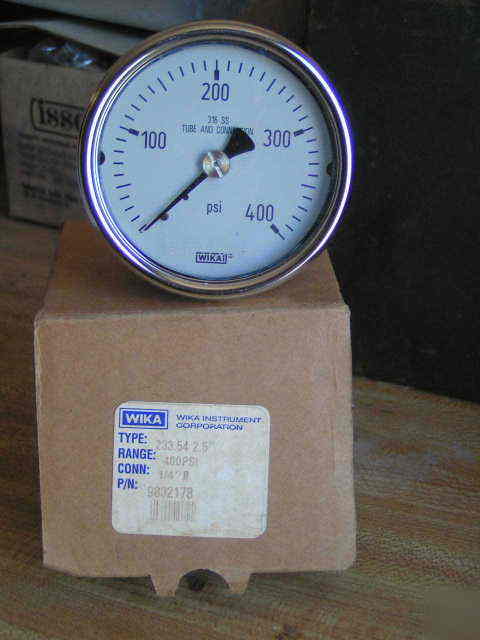 200
316 SS
TUBE AND CONNECTION
100
300
psi
400
WIKAI
WIKA
WIKA INSTRUMENT
CORPORATION
TYPE: 233.54 2.5"
RANGE: 400PSI
CONN: 1/4"
P/N: 9832178